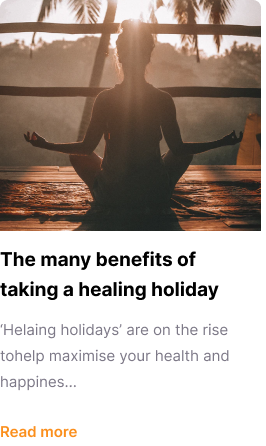 The many benefits of
taking a healing holiday
‘Helaing holidays’ are on the rise
tohelp maximise your health and
happines...
Read more